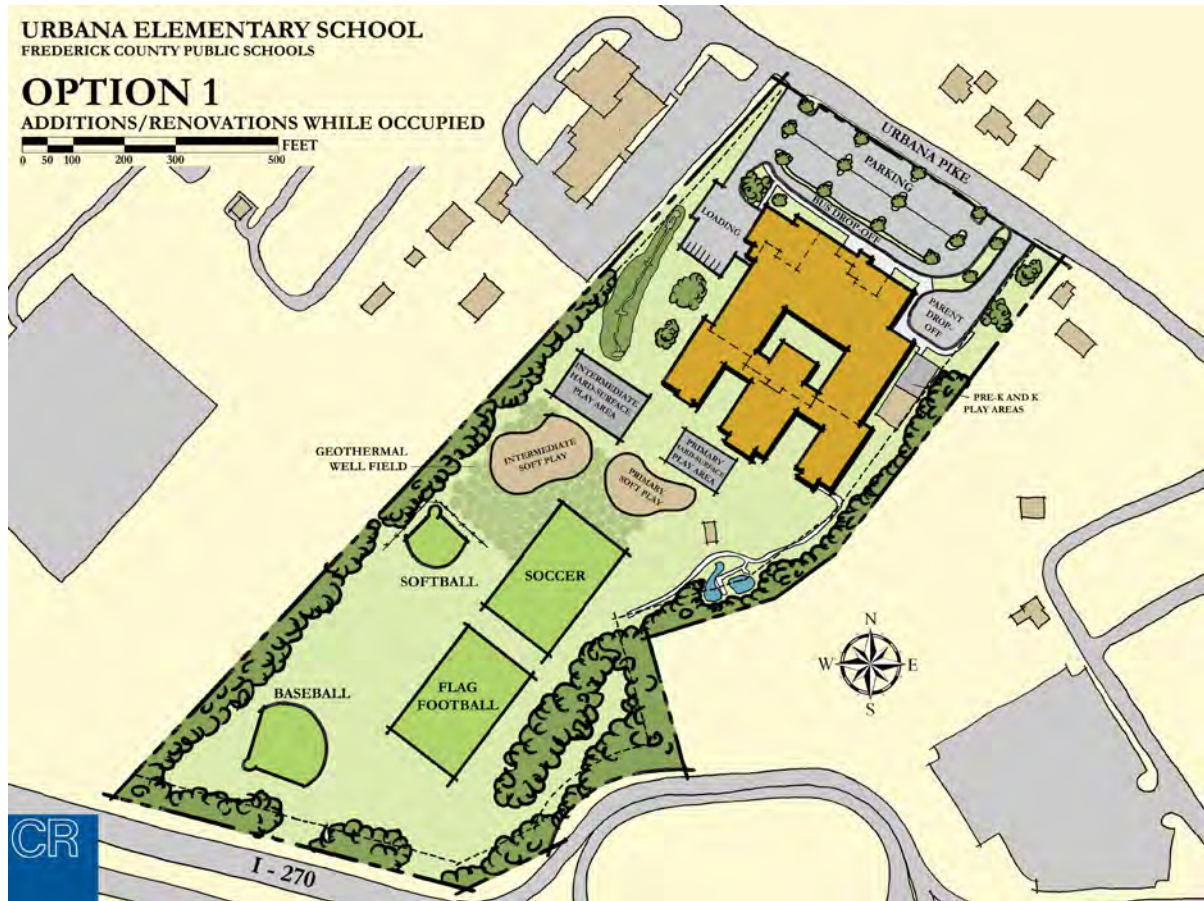 URBANA ELEMENTARY SCHOOL
FREDERICK COUNTY PUBLIC SCHOOLS
OPTION 1
ADDITIONS/RENOVATIONS WHILE OCCUPIED
FEET
0 50 100 200 300 500
URBANA PIKE
PARKING
BUS DROP-OFF
LOADING
PARENT
DROP-
OFF
PRE-K AND K
PLAY AREAS
INTERMEDIATE
HARD-SURFACE
PLAY AREA
PRIMARY
HARD-SURFACE
PLAY AREA
GEOTHERMAL
WELL FIELD
INTERMEDIATE
SOFT PLAY
PRIMARY
SOFT PLAY
SOFTBALL
SOCCER
BASEBALL
FLAG
FOOTBALL
N
W E
S
I - 270
CR